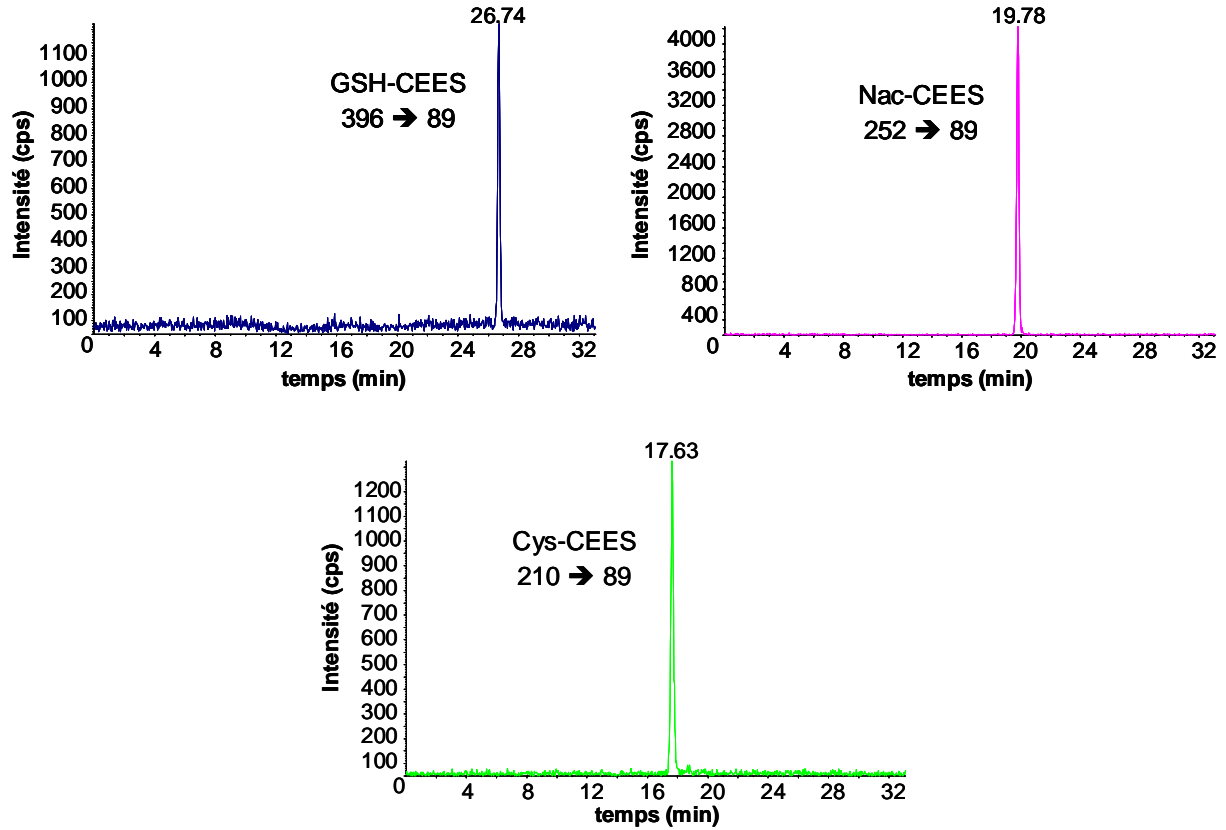 26.74
GSH-CEES
396 ➔ 89
Intensité (cps)
1100
1000
900
800
700
600
500
400
300
200
100
0 4 8 12 16 20 24 28 32
temps (min)
19.78
Nac-CEES
252 ➔ 89
Intensité (cps)
4000
3600
3200
2800
2400
2000
1600
1200
800
400
0 4 8 12 16 20 24 28 32
temps (min)
17.63
Cys-CEES
210 ➔ 89
Intensité (cps)
1200
1100
1000
900
800
700
600
500
400
300
200
100
0 4 8 12 16 20 24 28 32
temps (min)